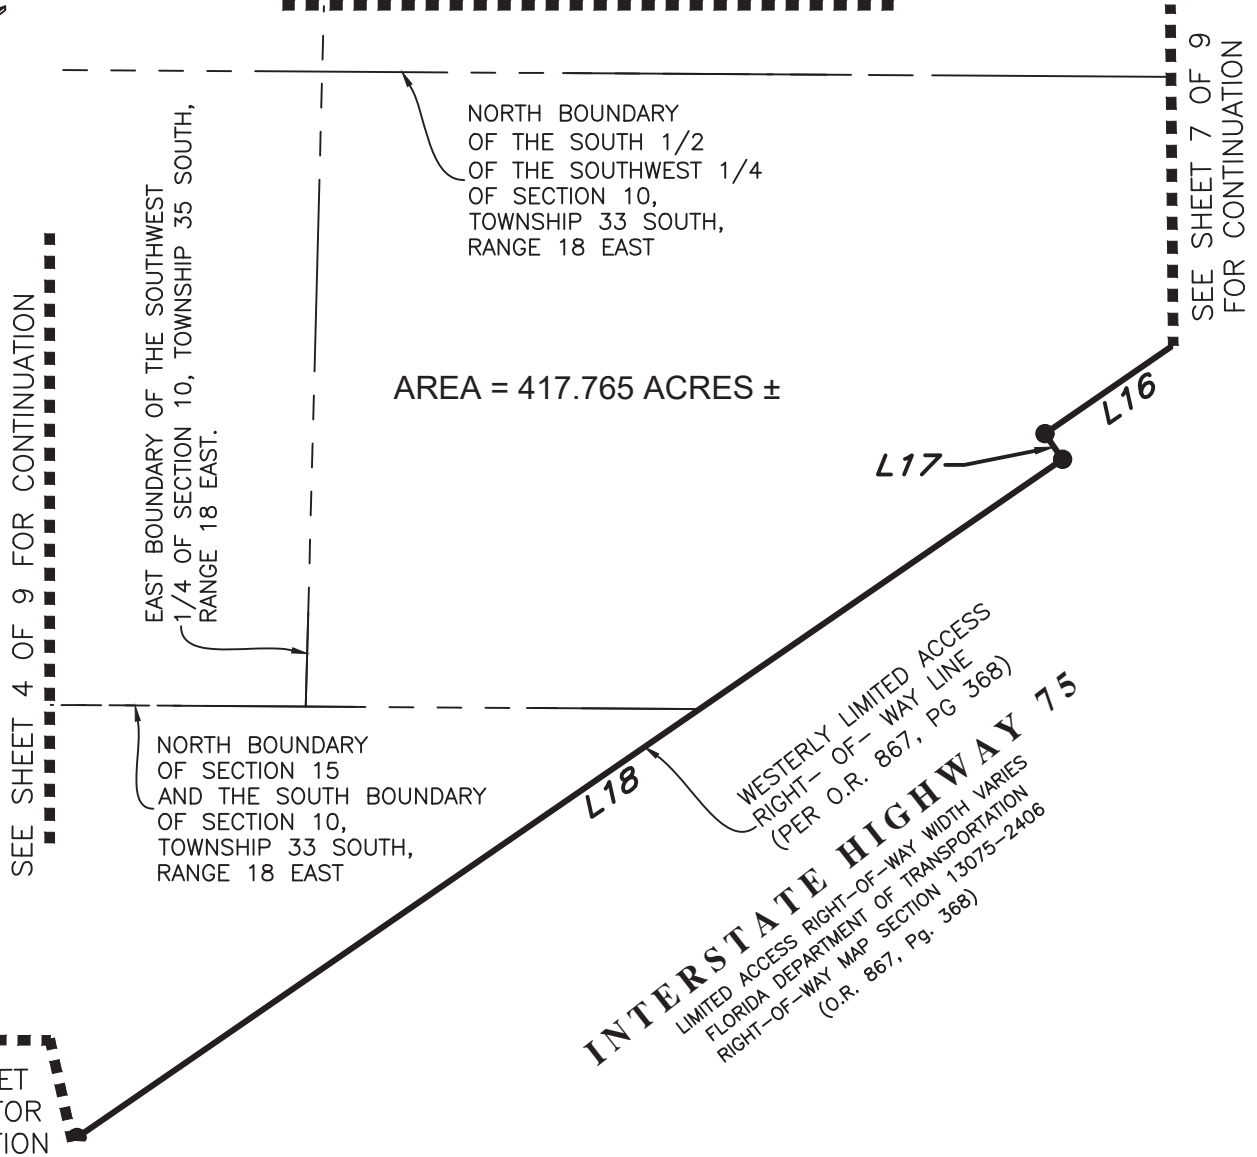 NORTH BOUNDARY
OF THE SOUTH 1/2
OF THE SOUTHWEST 1/4
OF SECTION 10,
TOWNSHIP 33 SOUTH,
RANGE 18 EAST
SEE SHEET 7 OF 9
FOR CONTINUATION
EAST BOUNDARY OF THE SOUTHWEST
1/4 OF SECTION 10, TOWNSHIP 35 SOUTH,
RANGE 18 EAST.
SEE SHEET 4 OF 9 FOR CONTINUATION
AREA = 417.765 ACRES ±
L16
L17
L18
NORTH BOUNDARY
OF SECTION 15
AND THE SOUTH BOUNDARY
OF SECTION 10,
TOWNSHIP 33 SOUTH,
RANGE 18 EAST
WESTERLY LIMITED ACCESS
RIGHT- OF- WAY LINE
(PER O.R. 867, PG 368)
INTERSTATE HIGHWAY 75
LIMITED ACCESS RIGHT-OF-WAY WIDTH VARIES
FLORIDA DEPARTMENT OF TRANSPORTATION
RIGHT-OF-WAY MAP SECTION 13075-2406
(O.R. 867, Pg. 368)